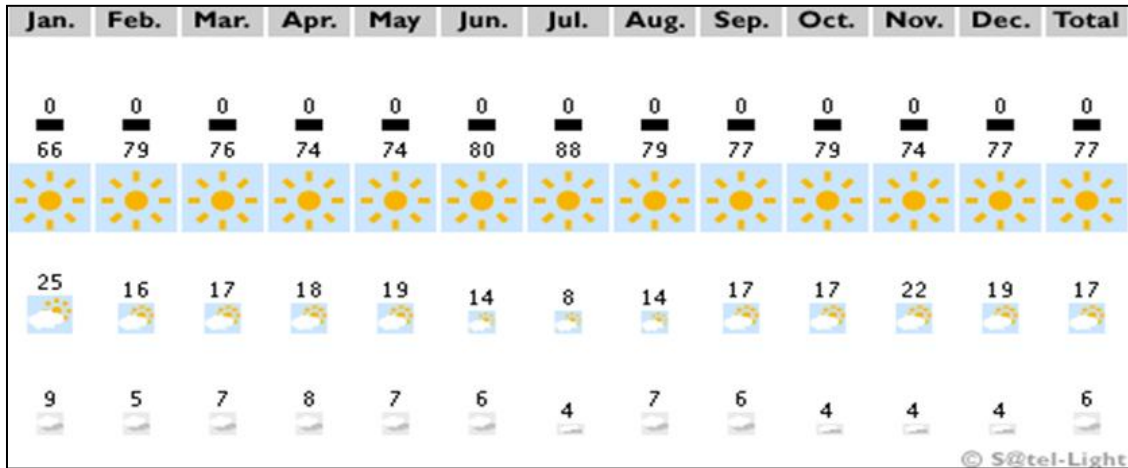 Jan. Feb. Mar. Apr. May Jun. Jul. Aug. Sep. Oct. Nov. Dec. Total
0 0 0 0 0 0 0 0 0 0 0 0 0
66 79 76 74 74 80 88 79 77 79 74 77 77
25 16 17 18 19 14 8 14 17 17 22 19 17
9 5 7 8 7 6 4 7 6 4 4 4 6
© S@tel-Light